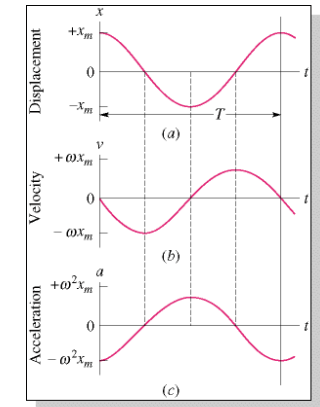 x
Displacement
+xm
0
t
−xm
T
(a)
v
Velocity
+ωxm
0
t
− ωxm
(b)
a
Acceleration
+ω²xm
0
t
− ω²xm
(c)